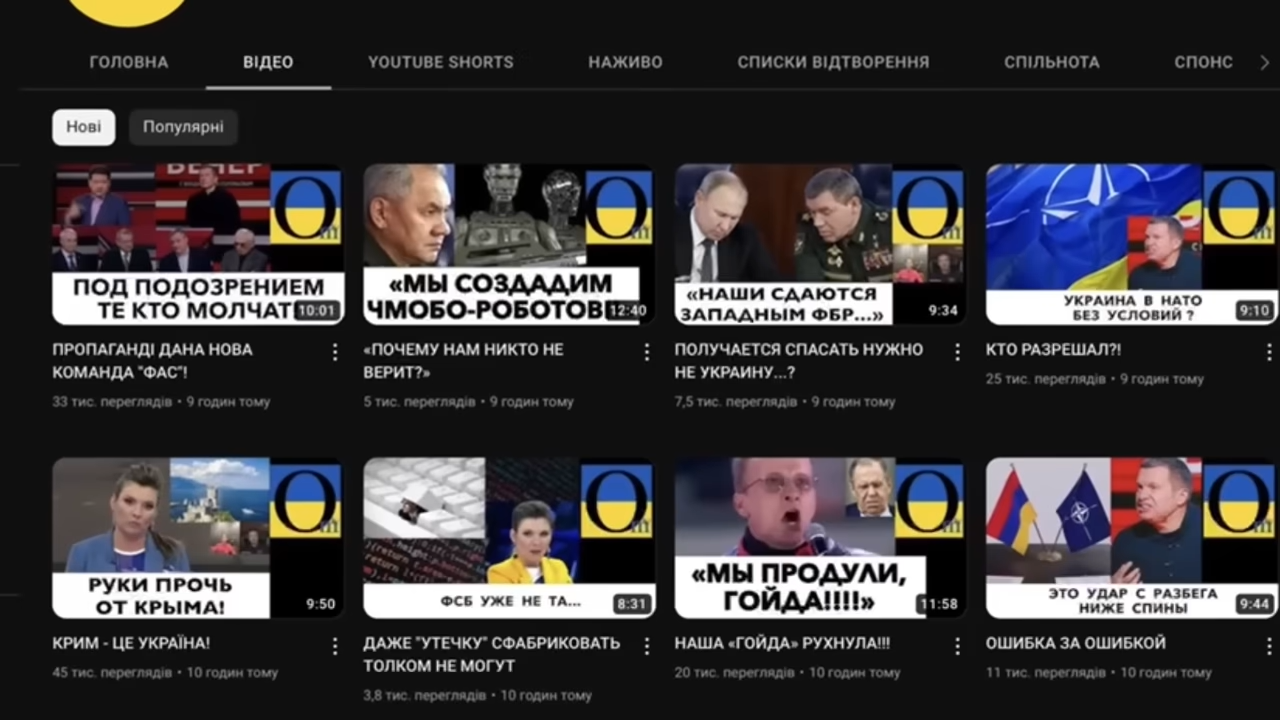 ГОЛОВНА ВІДЕО YOUTUBE SHORTS НАЖИВО СПИСКИ ВІДТВОРЕННЯ СПІЛЬНОТА СПОНС
Нові Популярні
ВЕЧЕР
O
m
ПОД ПОДОЗРЕНИЕМ
ТЕ КТО МОЛЧАТ
10:01
ПРОПАГАНДІ ДАНА НОВА
КОМАНДА "ФАС"!
33 тис. переглядів • 9 годин тому
O
m
«МЫ СОЗДАДИМ
ЧМОБО-РОБОТОВ
12:40
«ПОЧЕМУ НАМ НИКТО НЕ
ВЕРИТ?»
5 тис. переглядів • 9 годин тому
O
m
«НАШИ СДАЮТСЯ
ЗАПАДНЫМ ФБР...»
9:34
ПОЛУЧАЕТСЯ СПАСАТЬ НУЖНО
НЕ УКРАИНУ...?
7,5 тис. переглядів • 9 годин тому
O
m
УКРАИНА В НАТО
БЕЗ УСЛОВИЙ ?
9:10
КТО РАЗРЕШАЛ?!
25 тис. переглядів • 9 годин тому
O
m
РУКИ ПРОЧЬ
ОТ КРЫМА!
9:50
КРИМ - ЦЕ УКРАЇНА!
45 тис. переглядів • 10 годин тому
O
m
ФСБ УЖЕ НЕ ТА...
8:31
ДАЖЕ "УТЕЧКУ" СФАБРИКОВАТЬ
ТОЛКОМ НЕ МОГУТ
3,8 тис. переглядів • 10 годин тому
O
m
«МЫ ПРОДУЛИ,
ГОЙДА!!!!»
11:58
НАША «ГОЙДА» РУХНУЛА!!!
20 тис. переглядів • 10 годин тому
O
m
ЭТО УДАР С РАЗБЕГА
НИЖЕ СПИНЫ
9:44
ОШИБКА ЗА ОШИБКОЙ
11 тис. переглядів • 10 годин тому